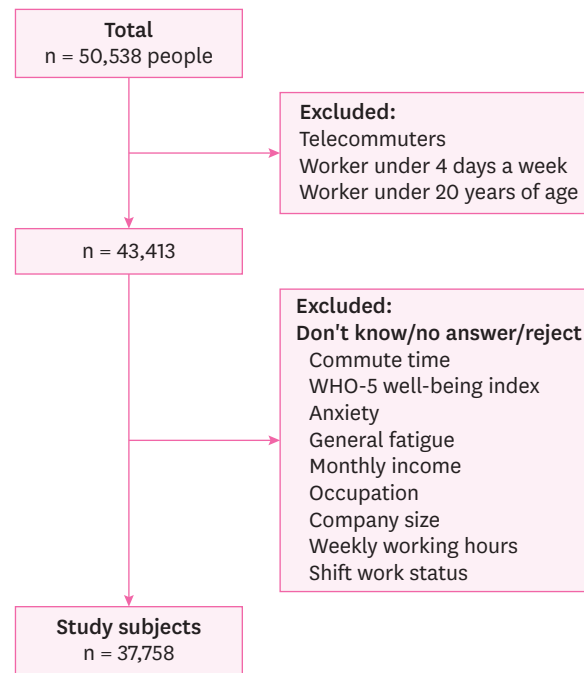 Total
n = 50,538 people
Excluded:
Telecommuters
Worker under 4 days a week
Worker under 20 years of age
n = 43,413
Excluded:
Don't know/no answer/reject
Commute time
WHO-5 well-being index
Anxiety
General fatigue
Monthly income
Occupation
Company size
Weekly working hours
Shift work status
Study subjects
n = 37,758